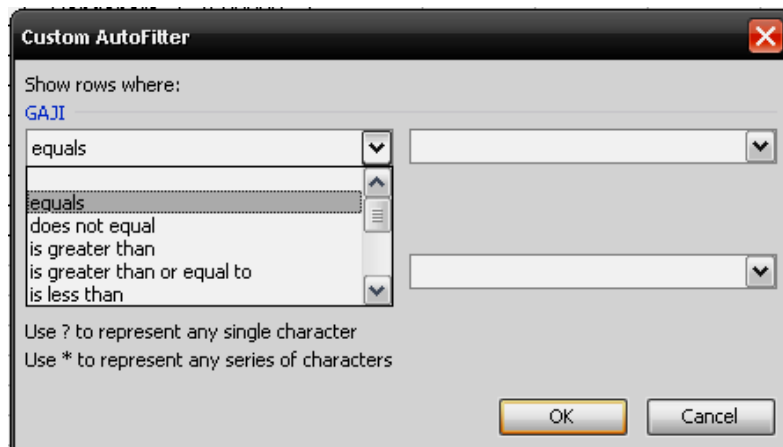 Custom AutoFilter
Show rows where:
GAJI
equals
equals
does not equal
is greater than
is greater than or equal to
is less than
Use ? to represent any single character
Use * to represent any series of characters
OK
Cancel